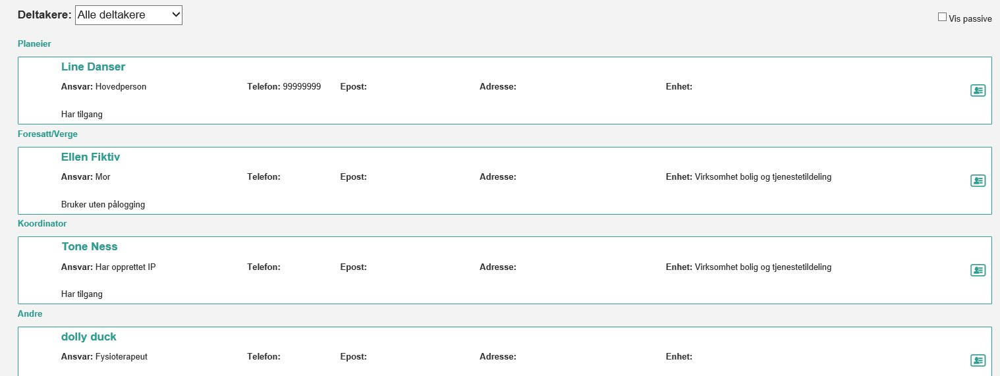 Deltakere: Alle deltakere
Vis passive
Planeier
Line Danser
Ansvar: Hovedperson Telefon: 99999999 Epost: Adresse: Enhet:
Har tilgang
Foresatt/Verge
Ellen Fiktiv
Ansvar: Mor Telefon: Epost: Adresse: Enhet: Virksomhet bolig og tjenestetildeling
Bruker uten pålogging
Koordinator
Tone Ness
Ansvar: Har opprettet IP Telefon: Epost: Adresse: Enhet: Virksomhet bolig og tjenestetildeling
Har tilgang
Andre
dolly duck
Ansvar: Fysioterapeut Telefon: Epost: Adresse: Enhet: